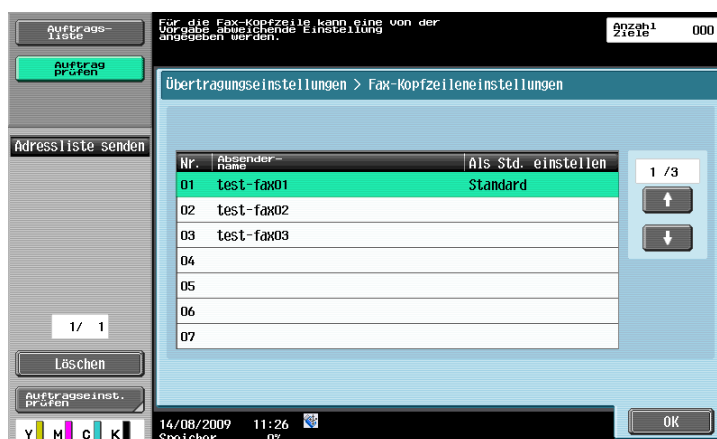 Auftrags-
liste
Für die Fax-Kopfzeile kann eine von der
Vorgabe abweichende Einstellung
angegeben werden.
Anzahl
Ziele
000
Auftrag
prüfen
Übertragungseinstellungen > Fax-Kopfzeileneinstellungen
Adressliste senden
Nr. Absender-
name Als Std. einstellen
01 test-fax01 Standard
02 test-fax02
03 test-fax03
04
05
06
07
1 /3
1/ 1
Löschen
Auftragseinst.
prüfen
Y M C K
14/08/2009 11:26
Speicher 0%
OK